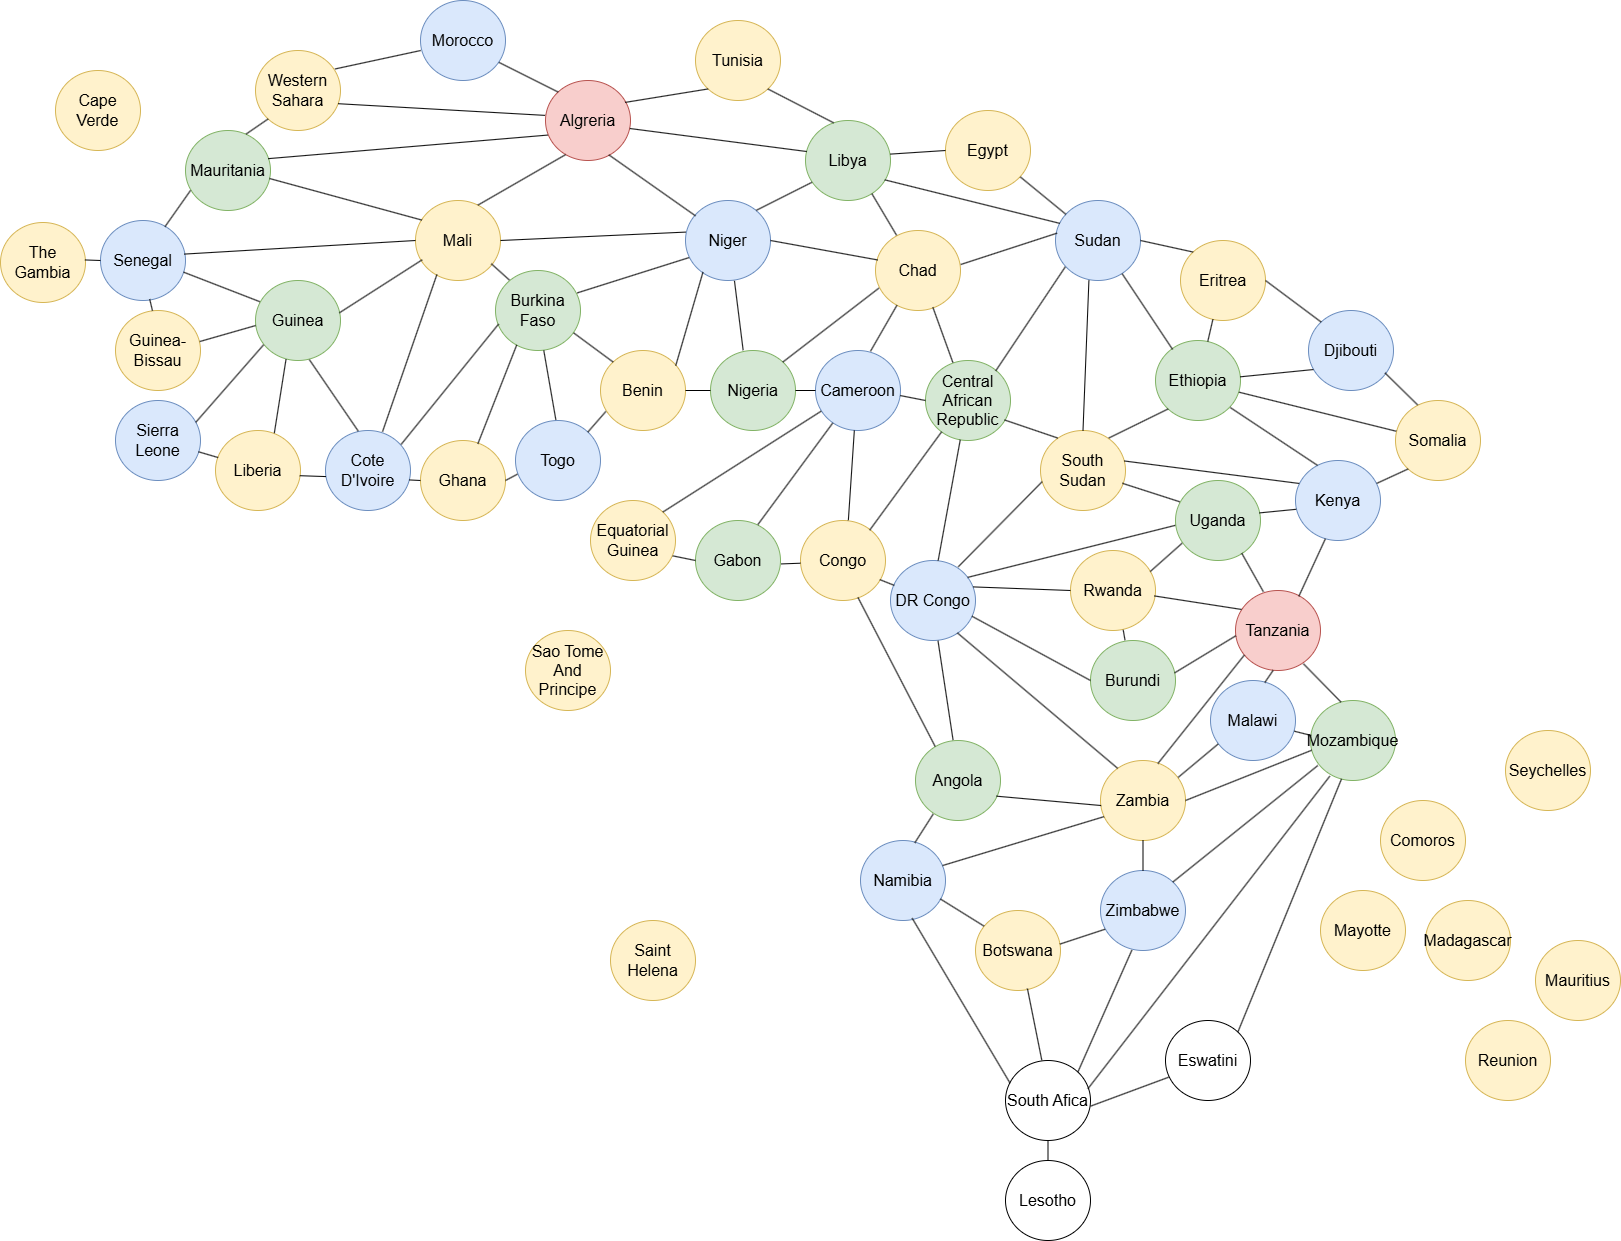 Morocco
Tunisia
Western
Sahara
Cape
Verde
Algreria
Egypt
Libya
Mauritania
Mali
Niger
Sudan
The
Gambia
Senegal
Chad
Eritrea
Burkina
Faso
Guinea
Guinea-
Bissau
Djibouti
Ethiopia
Benin
Nigeria
Cameroon
Central
African
Republic
Sierra
Leone
Somalia
Togo
Liberia
Cote
D'Ivoire
Ghana
South
Sudan
Kenya
Uganda
Equatorial
Guinea
Gabon
Congo
DR Congo
Rwanda
Tanzania
Sao Tome
And
Principe
Burundi
Malawi
Mozambique
Seychelles
Angola
Zambia
Comoros
Namibia
Zimbabwe
Mayotte
Madagascar
Botswana
Saint
Helena
Mauritius
Eswatini
Reunion
South Afica
Lesotho